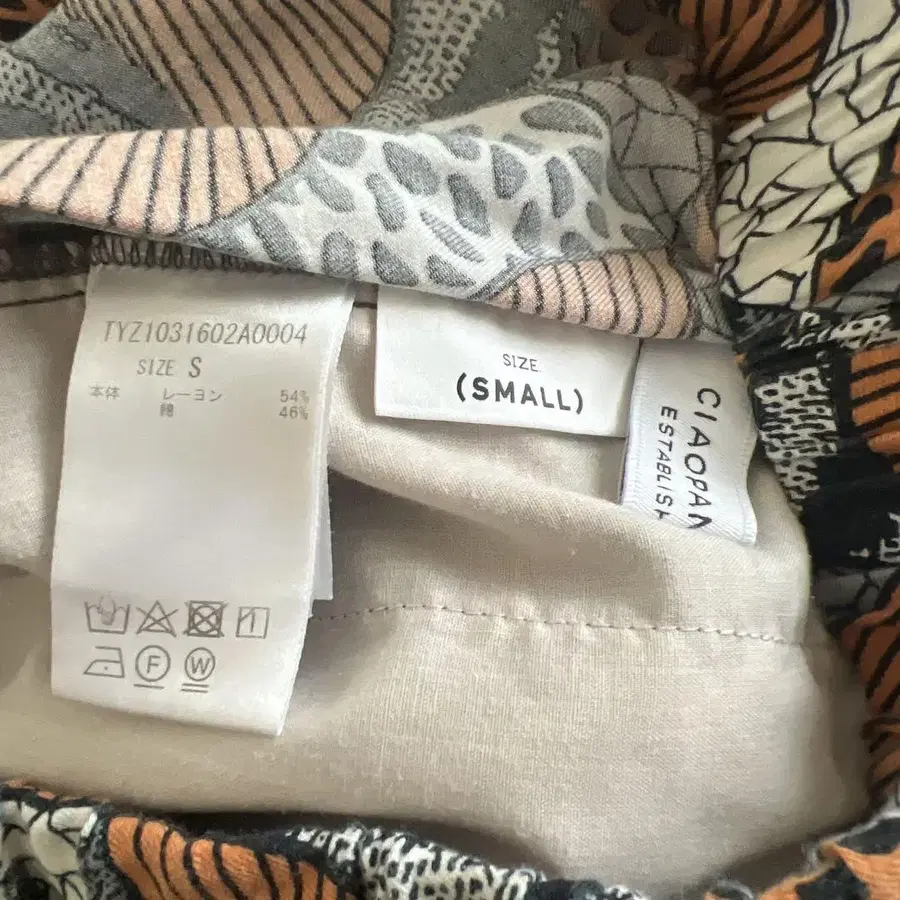 TYZ1031602A0004
SIZE S
本体 レーヨン 54%
綿 46%
F W
SIZE
(SMALL)
CIAOPAN
ESTABLISH